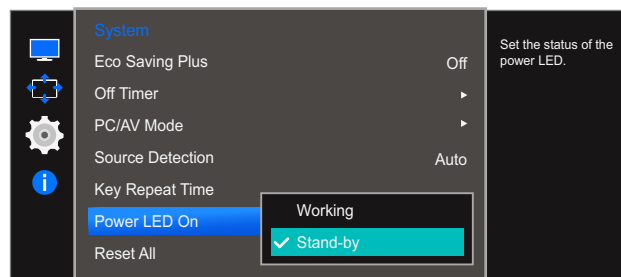 System
Eco Saving Plus Off
Off Timer
PC/AV Mode
Source Detection Auto
Key Repeat Time
Power LED On
Reset All
Working
Stand-by
Set the status of the
power LED.